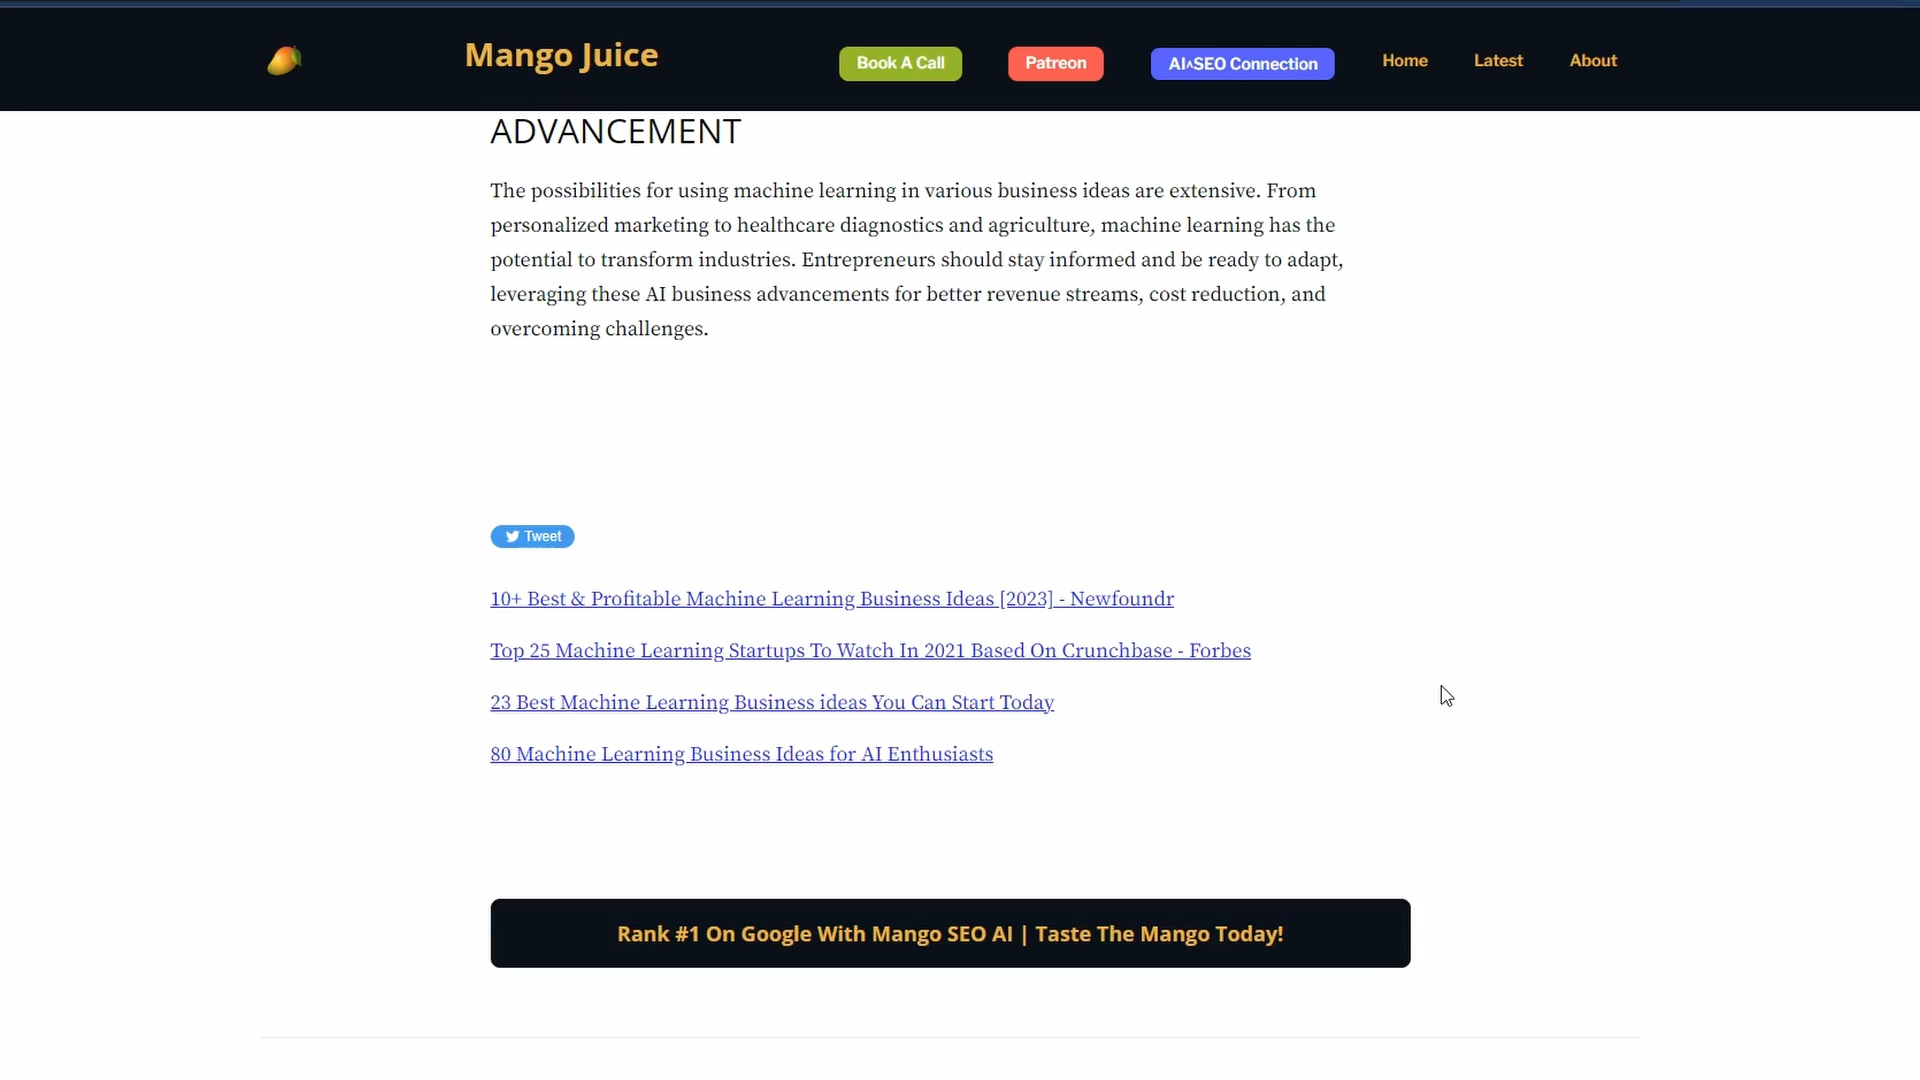 Mango Juice
Book A Call
Patreon
AI^SEO Connection
Home
Latest
About
ADVANCEMENT
The possibilities for using machine learning in various business ideas are extensive. From
personalized marketing to healthcare diagnostics and agriculture, machine learning has the
potential to transform industries. Entrepreneurs should stay informed and be ready to adapt,
leveraging these AI business advancements for better revenue streams, cost reduction, and
overcoming challenges.
Tweet
10+ Best & Profitable Machine Learning Business Ideas [2023] - Newfoundr
Top 25 Machine Learning Startups To Watch In 2021 Based On Crunchbase - Forbes
23 Best Machine Learning Business ideas You Can Start Today
80 Machine Learning Business Ideas for AI Enthusiasts
Rank #1 On Google With Mango SEO AI | Taste The Mango Today!